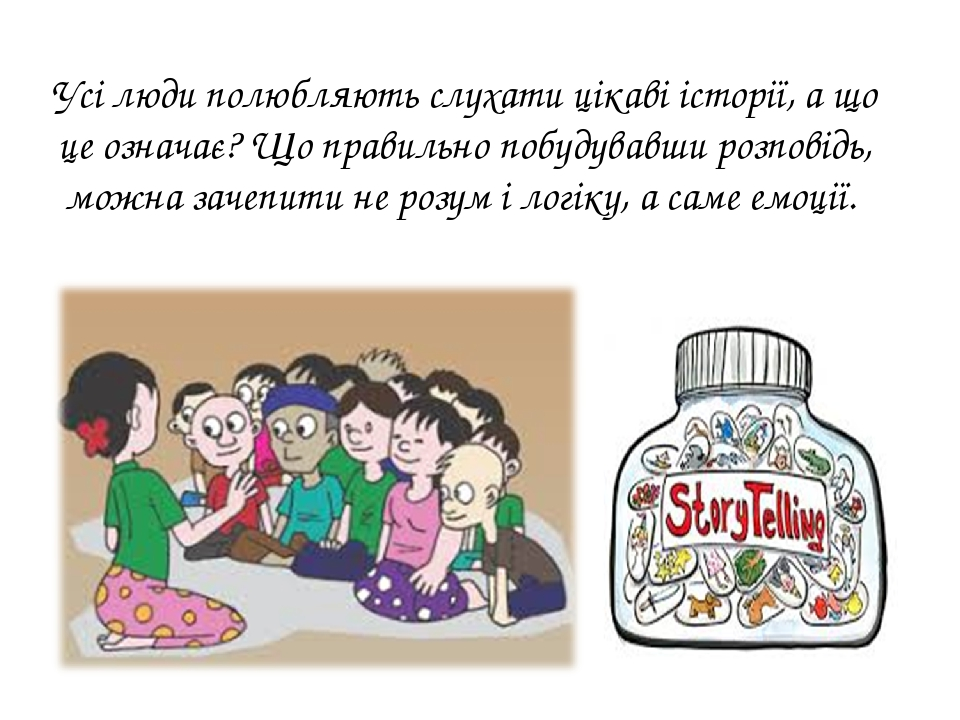 Усі люди полюбляють слухати цікаві історії, а що
це означає? Що правильно побудувавши розповідь,
можна зачепити не розум і логіку, а саме емоції.
StoryTelling